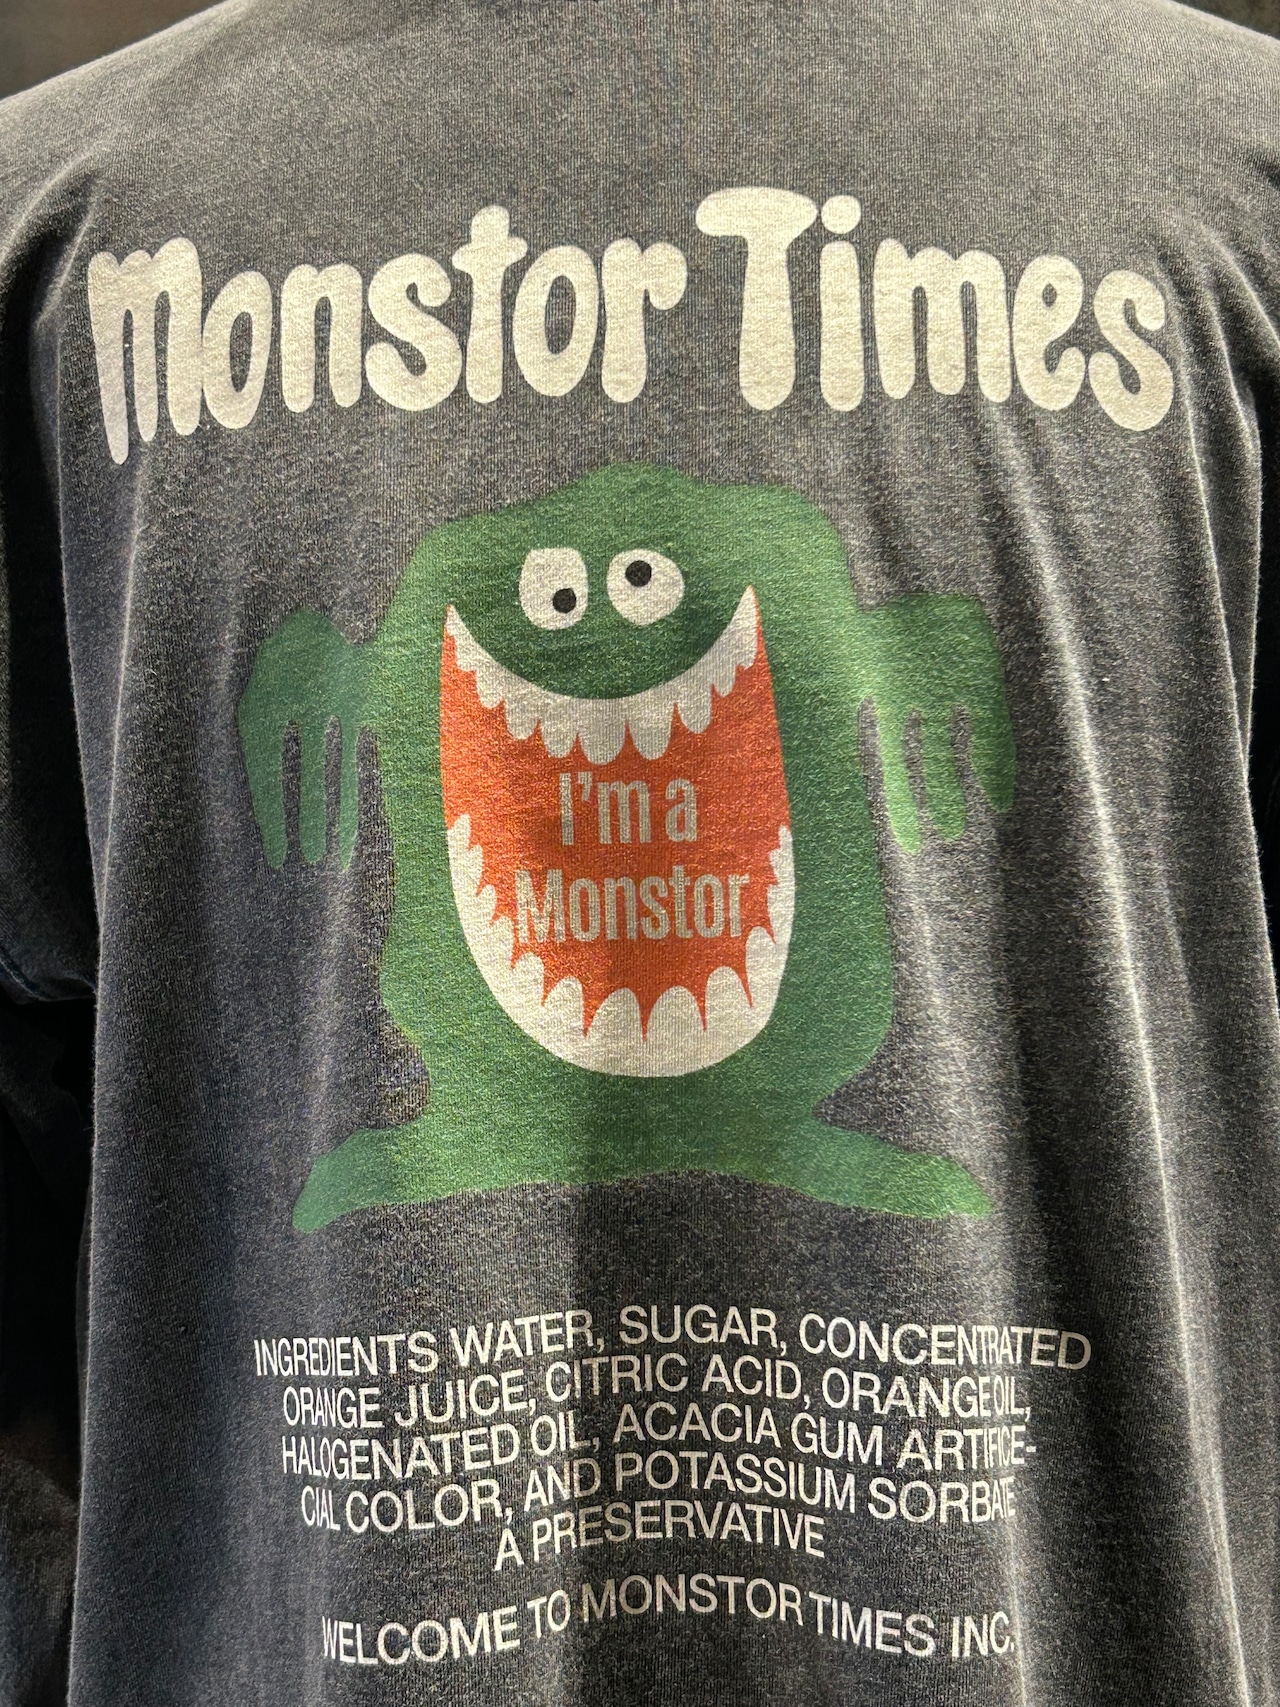 Monstor Times
I'm a
Monstor
INGREDIENTS WATER, SUGAR, CONCENTRATED
ORANGE JUICE, CITRIC ACID, ORANGE OIL,
HALOGENATED OIL, ACACIA GUM ARTIFICE-
CIAL COLOR, AND POTASSIUM SORBATE
A PRESERVATIVE
WELCOME TO MONSTOR TIMES INC.